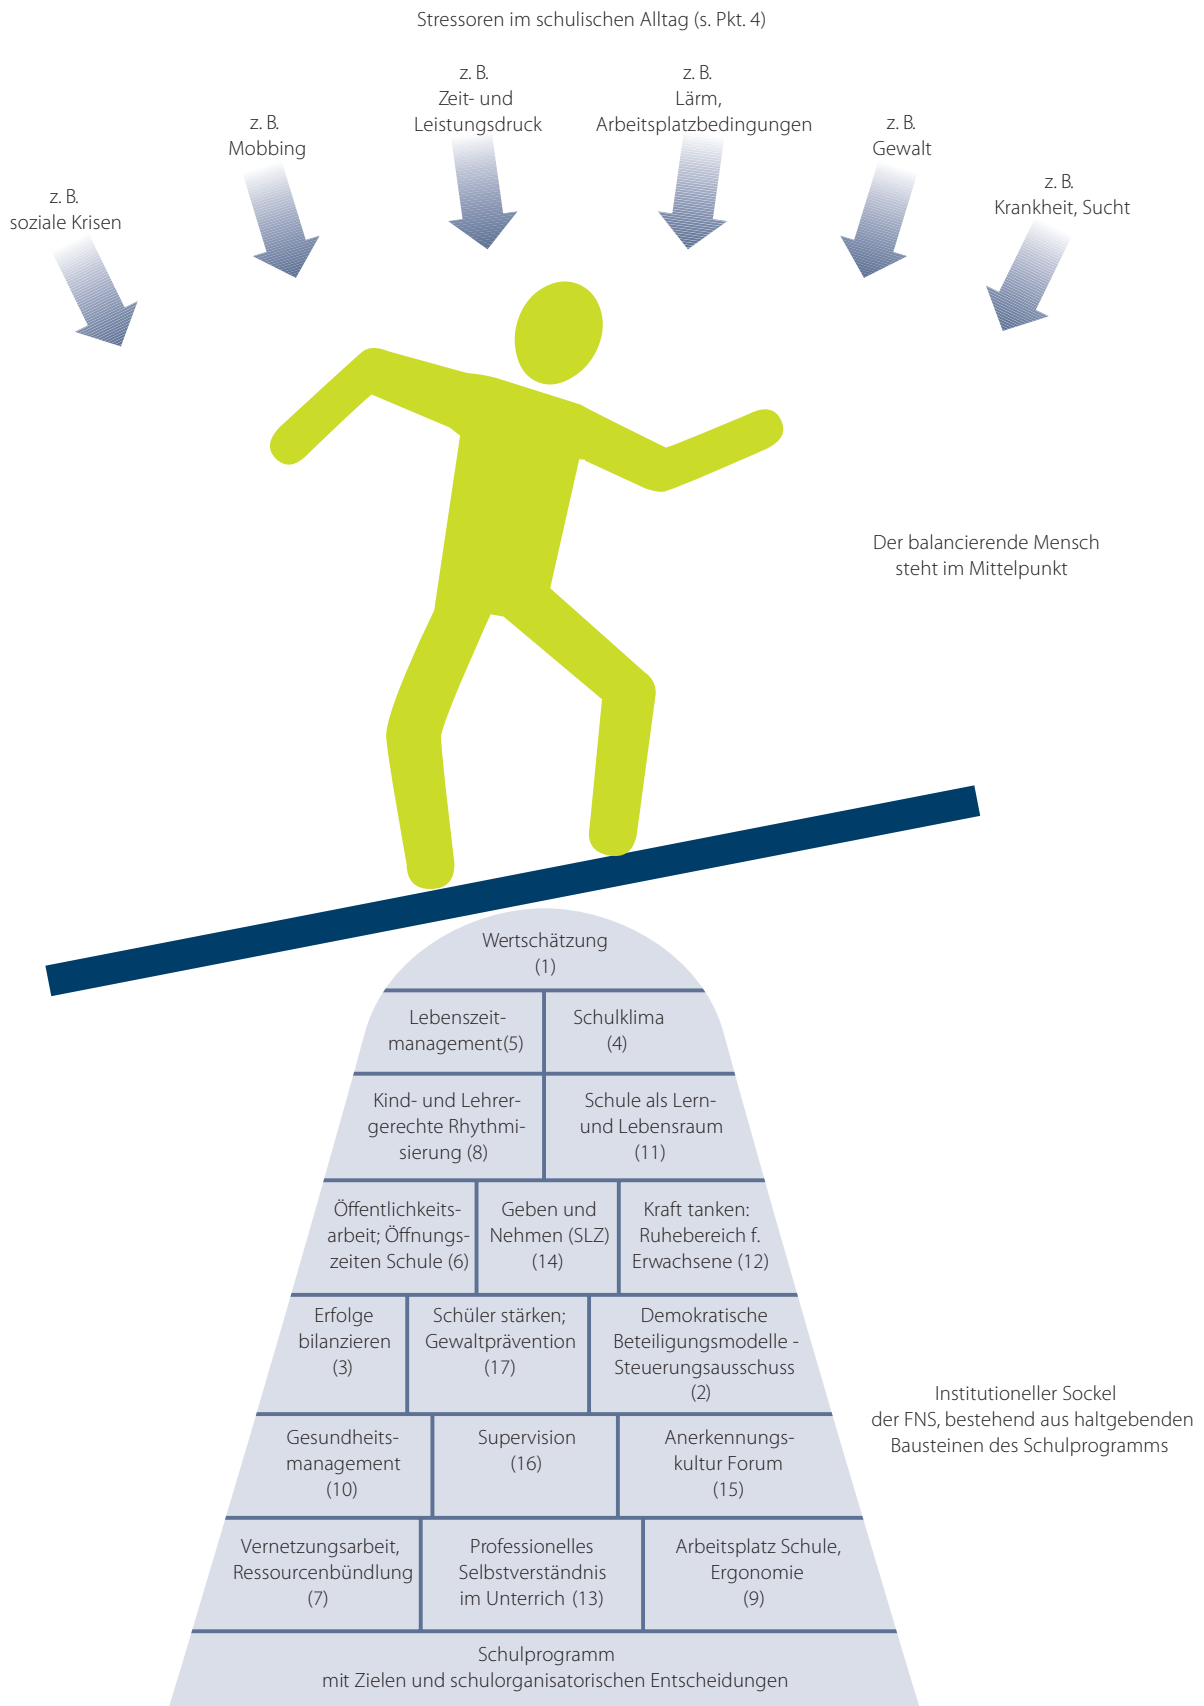 Stressoren im schulischen Alltag (s. Pkt. 4)
z. B.
soziale Krisen
z. B.
Mobbing
z. B.
Zeit- und
Leistungsdruck
z. B.
Lärm,
Arbeitsplatzbedingungen
z. B.
Gewalt
z. B.
Krankheit, Sucht
Der balancierende Mensch
steht im Mittelpunkt
Wertschätzung
(1)
Lebenszeit-
management(5)
Schulklima
(4)
Kind- und Lehrer-
gerechte Rhythmi-
sierung (8)
Schule als Lern-
und Lebensraum
(11)
Öffentlichkeits-
arbeit; Öffnungs-
zeiten Schule (6)
Geben und
Nehmen (SLZ)
(14)
Kraft tanken:
Ruhebereich f.
Erwachsene (12)
Erfolge
bilanzieren
(3)
Schüler stärken;
Gewaltprävention
(17)
Demokratische
Beteiligungsmodelle -
Steuerungsausschuss
(2)
Institutioneller Sockel
der FNS, bestehend aus haltgebenden
Bausteinen des Schulprogramms
Gesundheits-
management
(10)
Supervision
(16)
Anerkennungs-
kultur Forum
(15)
Vernetzungsarbeit,
Ressourcenbündlung
(7)
Professionelles
Selbstverständnis
im Unterrich (13)
Arbeitsplatz Schule,
Ergonomie
(9)
Schulprogramm
mit Zielen und schulorganisatorischen Entscheidungen